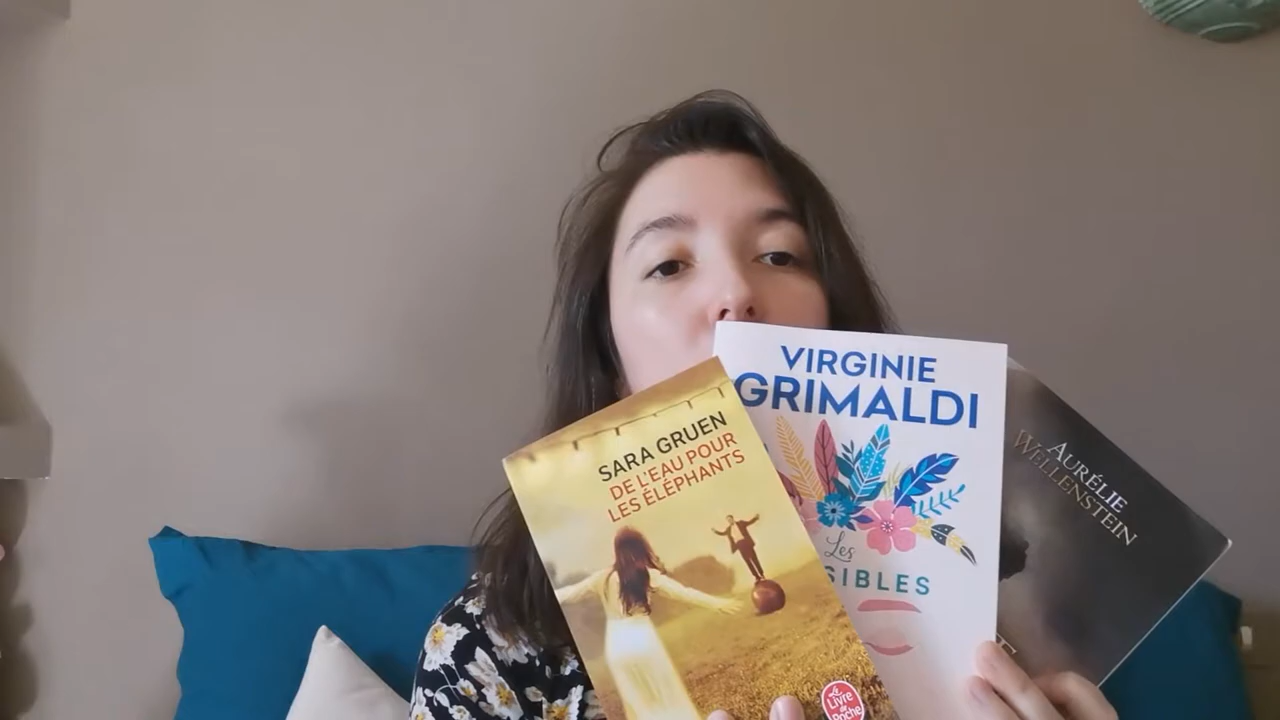 SARA GRUEN
DE L'EAU POUR
LES ÉLÉPHANTS
Le
Livre
de
Poche
VIRGINIE
GRIMALDI
Les
SIBLES
AURÉLIE
WELLENSTEIN